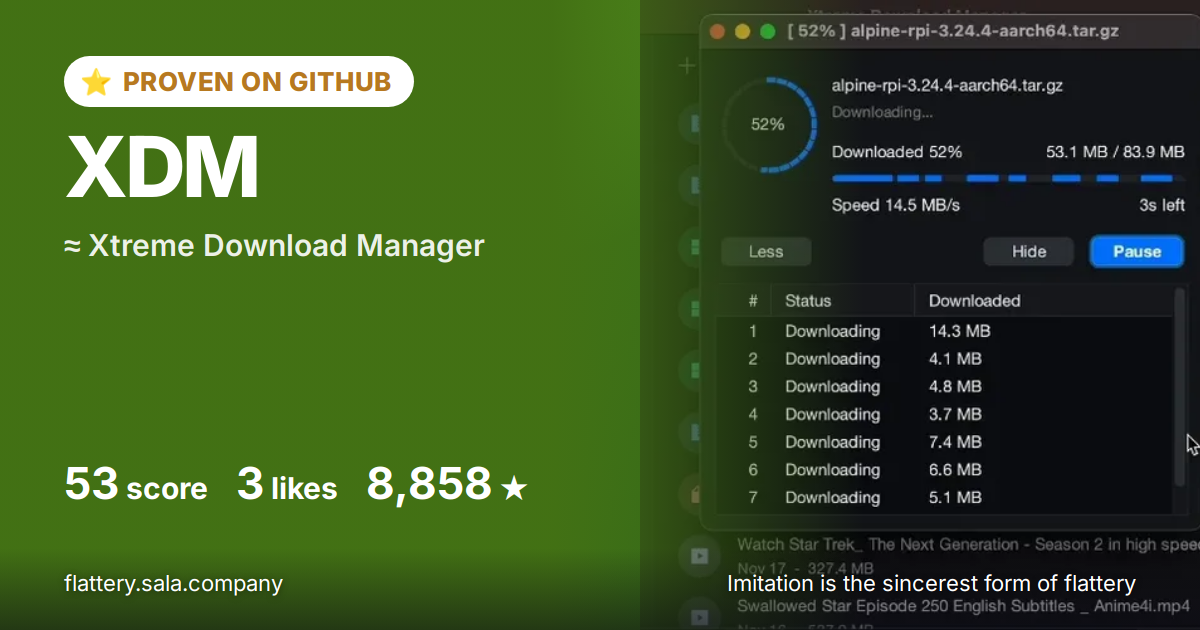 ⭐ PROVEN ON GITHUB
XDM
≈ Xtreme Download Manager
53 score 3 likes 8,858 ★
flattery.sala.company
Xtreme Download Manager
[ 52% ] alpine-rpi-3.24.4-aarch64.tar.gz
52%
alpine-rpi-3.24.4-aarch64.tar.gz
Downloading...
Downloaded 52% 53.1 MB / 83.9 MB
Speed 14.5 MB/s 3s left
Less Hide Pause
# Status Downloaded
1 Downloading 14.3 MB
2 Downloading 4.1 MB
3 Downloading 4.8 MB
4 Downloading 3.7 MB
5 Downloading 7.4 MB
6 Downloading 6.6 MB
7 Downloading 5.1 MB
Watch Star Trek_ The Next Generation - Season 2 in high spee
Nov 17 - 327.4 MB
Imitation is the sincerest form of flattery
Swallowed Star Episode 250 English Subtitles _ Anime4i.mp4